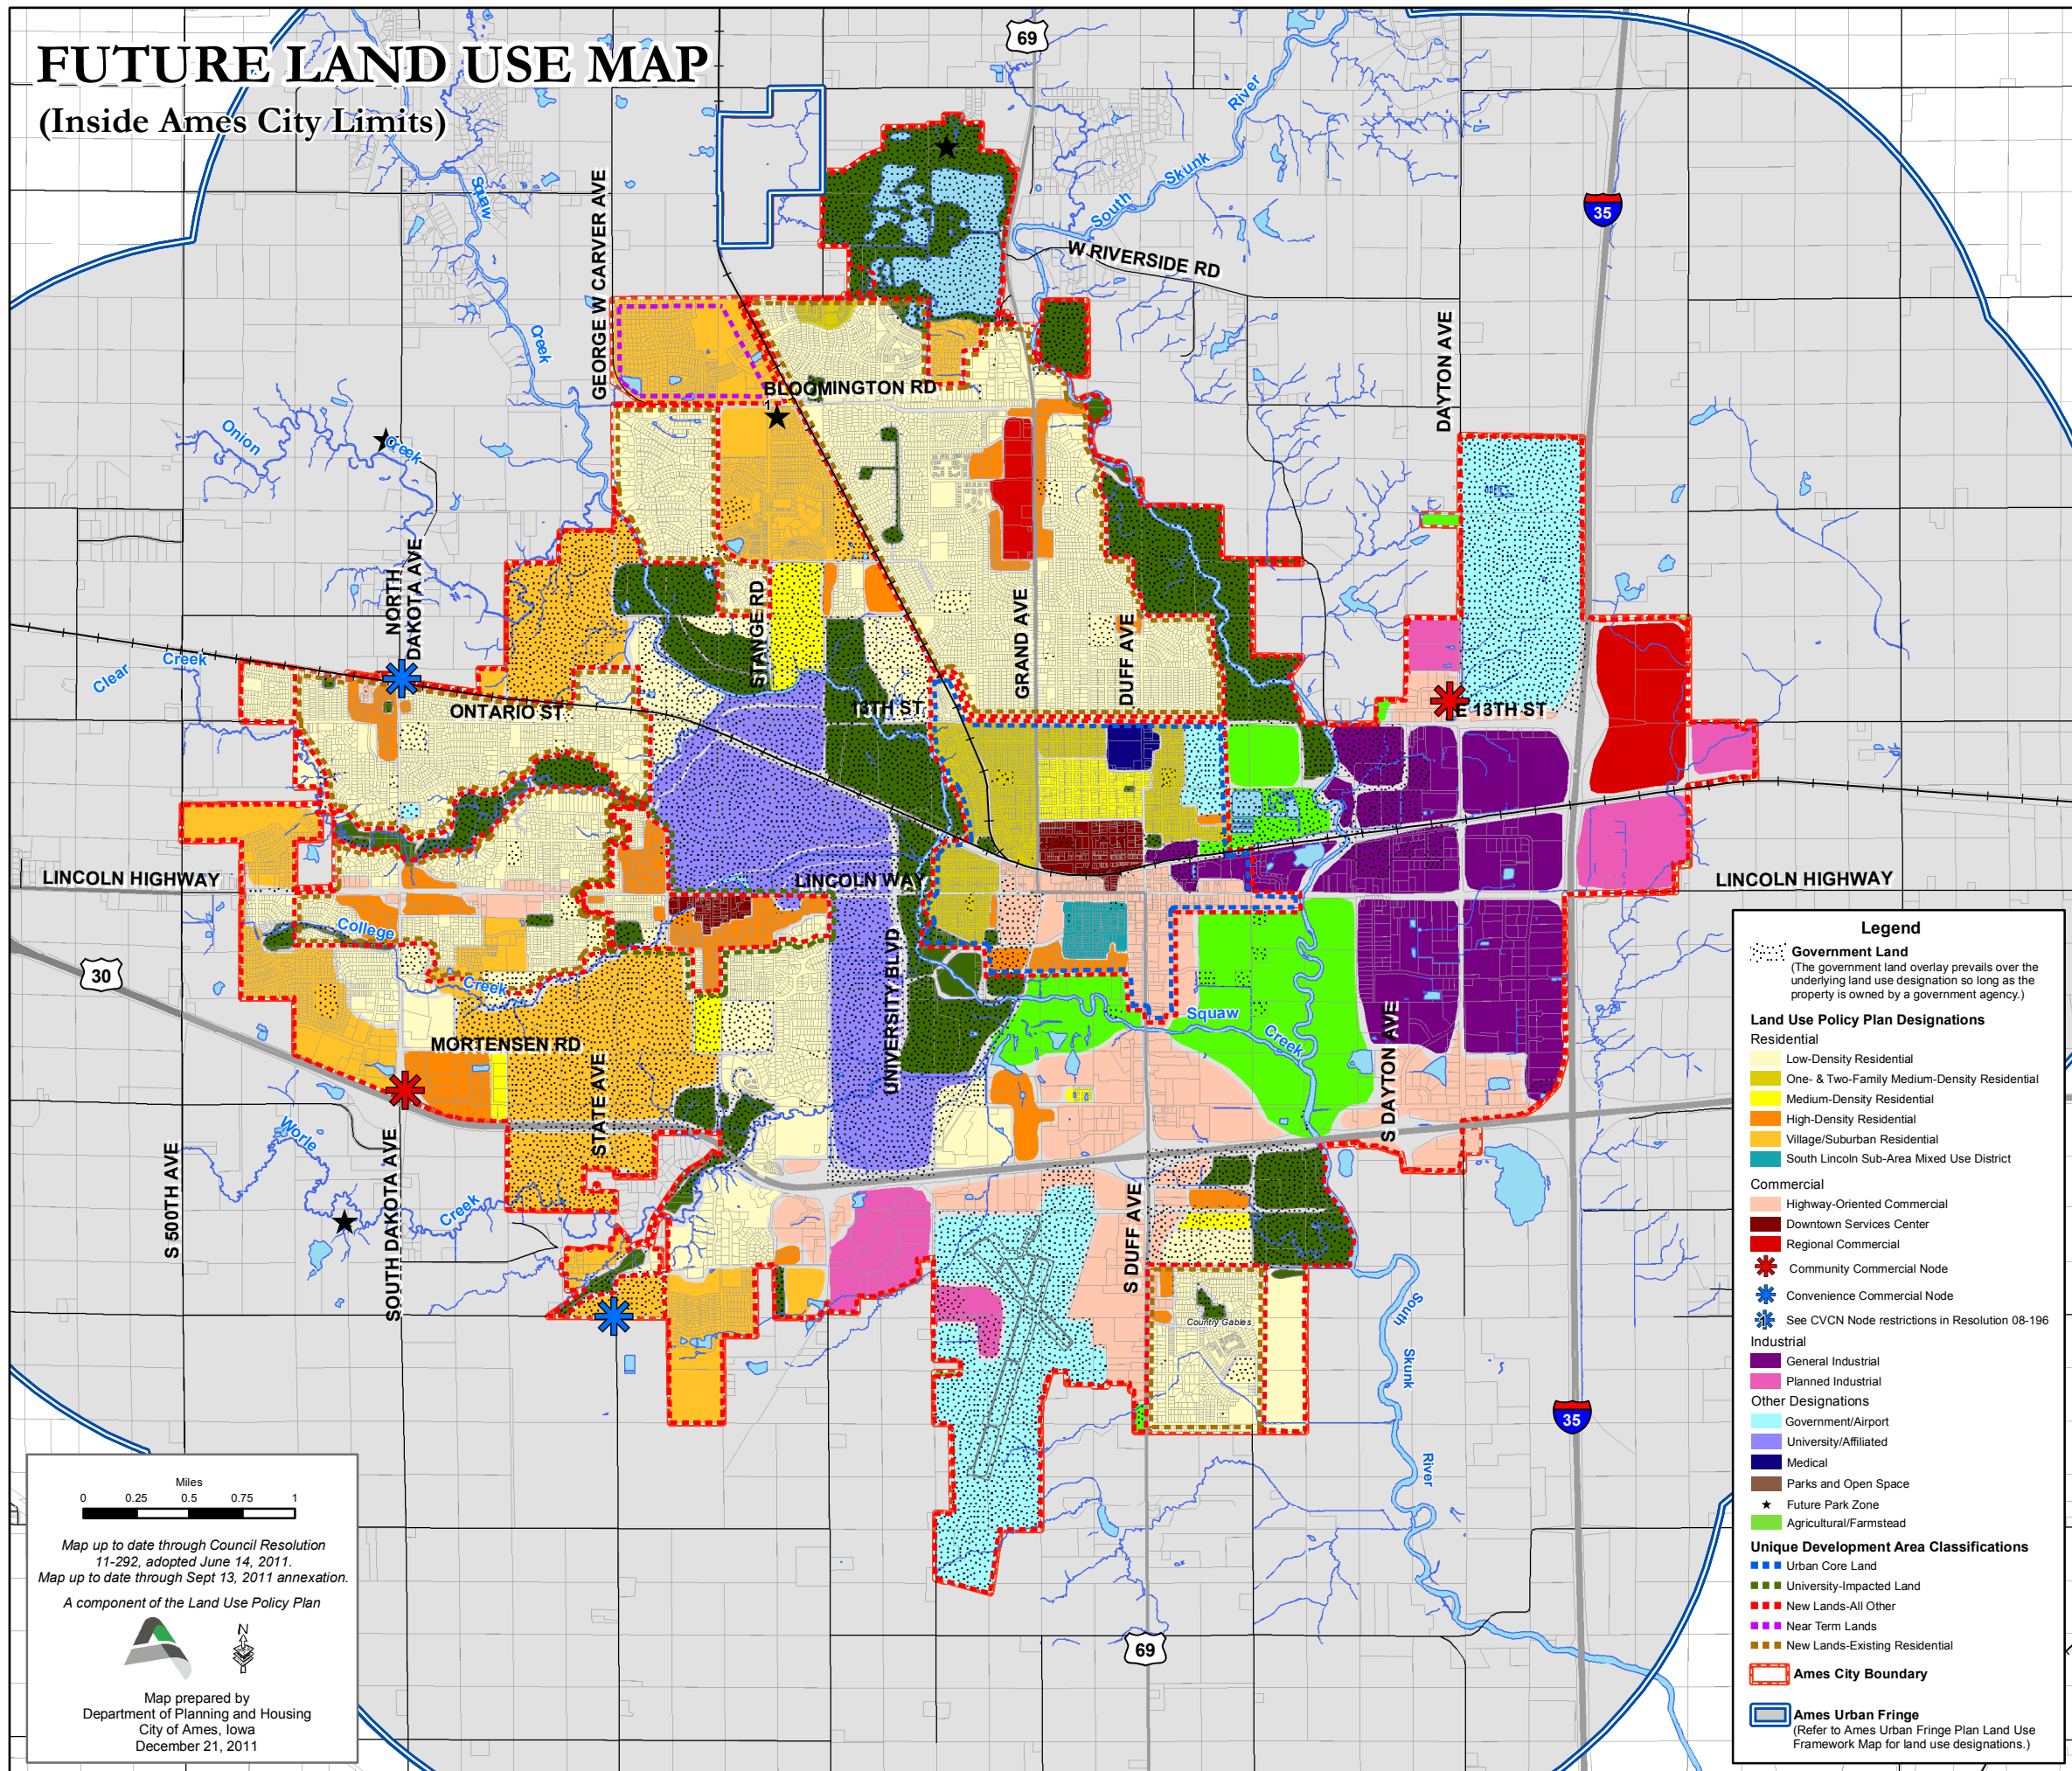 FUTURE LAND USE MAP
(Inside Ames City Limits)
69
35
River
Skunk
South
W RIVERSIDE RD
Squaw
Creek
GEORGE W CARVER AVE
DAYTON AVE
BLOOMINGTON RD
1
Onion
Creek
NORTH
DAKOTA AVE
STANGE RD
GRAND AVE
DUFF AVE
Clear
Creek
ONTARIO ST
13TH ST
E 13TH ST
LINCOLN HIGHWAY
LINCOLN WAY
LINCOLN HIGHWAY
College
Creek
30
UNIVERSITY BLVD
Squaw
Creek
MORTENSEN RD
STATE AVE
S DAYTON AVE
Worle
Creek
S 500TH AVE
SOUTH DAKOTA AVE
S DUFF AVE
Country Gables
South
Skunk
River
35
69
Miles
0 0.25 0.5 0.75 1
Map up to date through Council Resolution
11-292, adopted June 14, 2011.
Map up to date through Sept 13, 2011 annexation.
A component of the Land Use Policy Plan
N
Map prepared by
Department of Planning and Housing
City of Ames, Iowa
December 21, 2011
Legend
Government Land
(The government land overlay prevails over the
underlying land use designation so long as the
property is owned by a government agency.)
Land Use Policy Plan Designations
Residential
Low-Density Residential
One- & Two-Family Medium-Density Residential
Medium-Density Residential
High-Density Residential
Village/Suburban Residential
South Lincoln Sub-Area Mixed Use District
Commercial
Highway-Oriented Commercial
Downtown Services Center
Regional Commercial
Community Commercial Node
Convenience Commercial Node
1 See CVCN Node restrictions in Resolution 08-196
Industrial
General Industrial
Planned Industrial
Other Designations
Government/Airport
University/Affiliated
Medical
Parks and Open Space
Future Park Zone
Agricultural/Farmstead
Unique Development Area Classifications
Urban Core Land
University-Impacted Land
New Lands-All Other
Near Term Lands
New Lands-Existing Residential
Ames City Boundary
Ames Urban Fringe
(Refer to Ames Urban Fringe Plan Land Use
Framework Map for land use designations.)